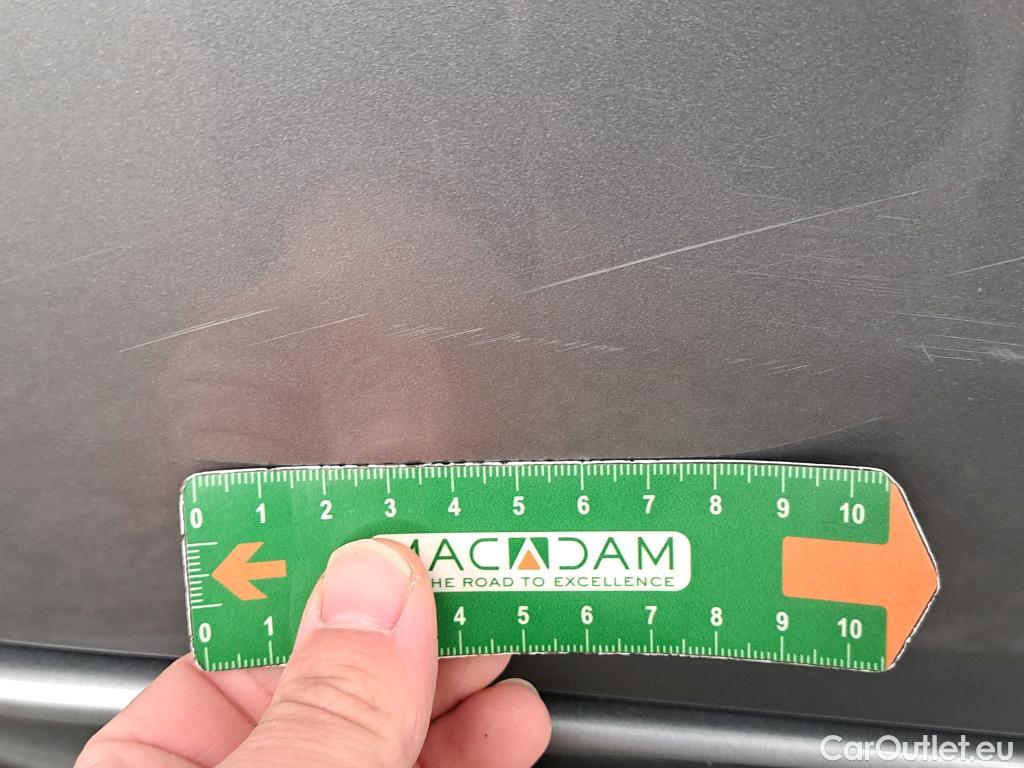 0 1 2 3 4 5 6 7 8 9 10
MACADAM
THE ROAD TO EXCELLENCE
0 1 4 5 6 7 8 9 10
CarOutlet.eu